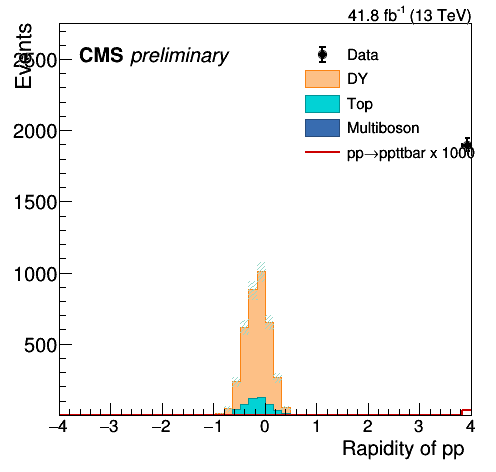 41.8 fb⁻¹ (13 TeV)
Events
CMS preliminary
Data
DY
Top
Multiboson
pp→ppttbar x 1000
2500
2000
1500
1000
500
−4 −3 −2 −1 0 1 2 3 4
Rapidity of pp